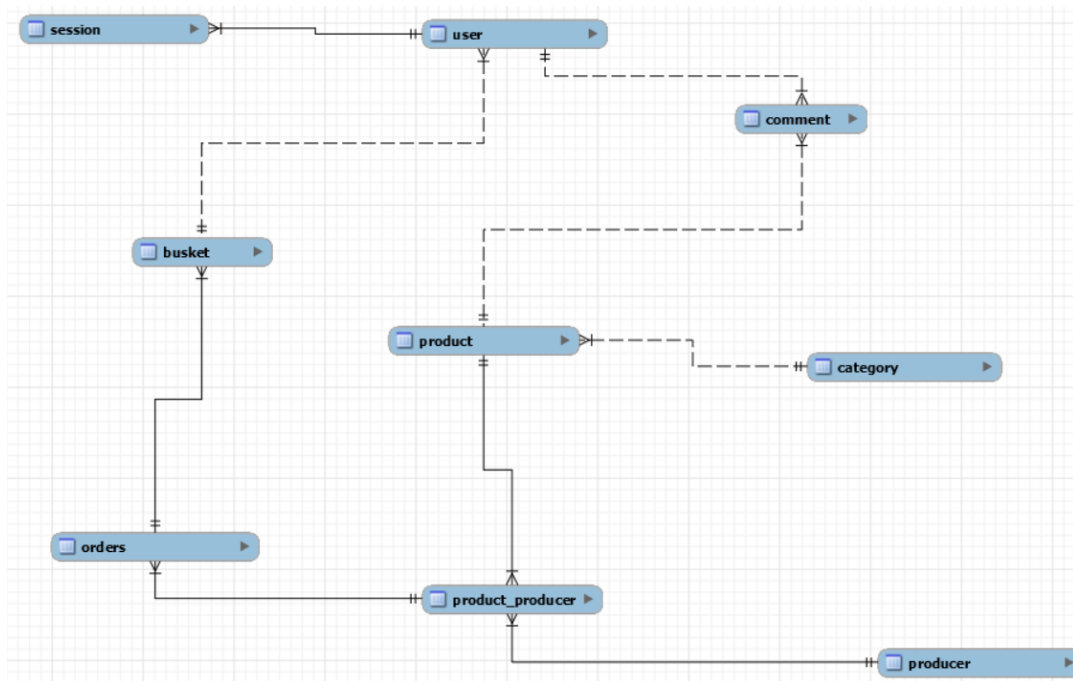 session
user
comment
busket
product
category
orders
product_producer
producer